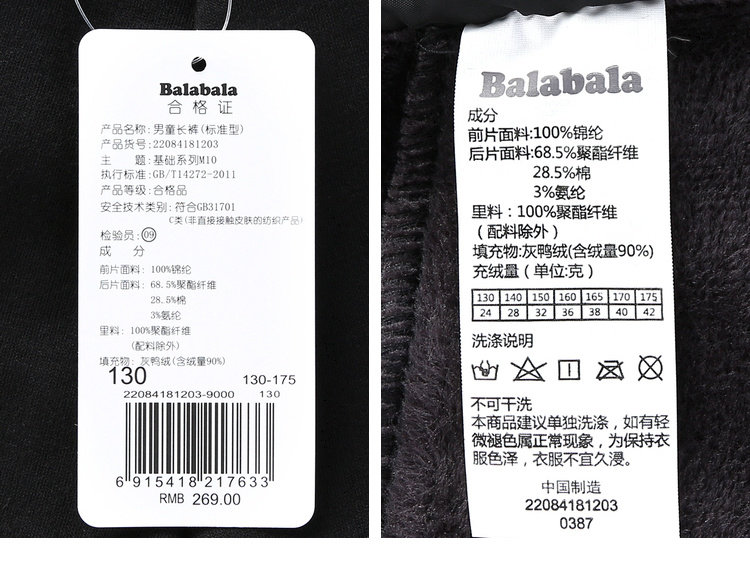 Balabala
合格证
产品名称: 男童长裤(标准型)
产品货号: 22084181203
主 题: 基础系列M10
执行标准: GB/T14272-2011
产品等级: 合格品
安全技术类别: 符合GB31701
C类(非直接接触皮肤的纺织产品)
检验员: 09
成 分
前片面料: 100%锦纶
后片面料: 68.5%聚酯纤维
28.5%棉
3%氨纶
里料: 100%聚酯纤维
(配料除外)
填充物: 灰鸭绒(含绒量90%)
130 130-175
22084181203-9000 130
6 915418 217633
RMB 269.00
Balabala
成分
前片面料:100%锦纶
后片面料:68.5%聚酯纤维
28.5%棉
3%氨纶
里料：100%聚酯纤维
（配料除外）
填充物:灰鸭绒(含绒量90%)
充绒量（单位:克）
130 140 150 160 165 170 175
24 28 32 36 38 40 42
洗涤说明
不可干洗
本商品建议单独洗涤，如有轻
微褪色属正常现象，为保持衣
服色泽，衣服不宜久浸。
中国制造
22084181203
0387